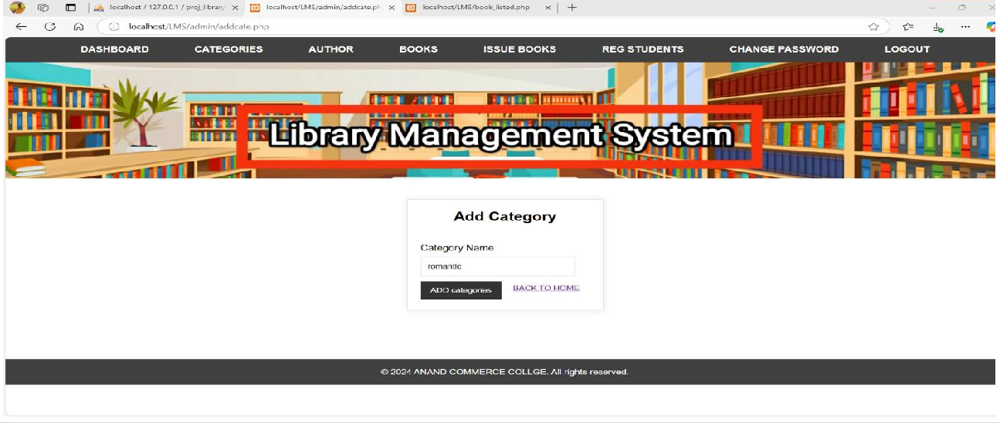 localhost / 127.0.0.1 / proj_library
localhost/LMS/admin/addcate.ph
localhost/LMS/book_listed.php
localhost/LMS/admin/addcate.php
DASHBOARD CATEGORIES AUTHOR BOOKS ISSUE BOOKS REG STUDENTS CHANGE PASSWORD LOGOUT
Library Management System
Add Category
Category Name
romantic
ADD categories BACK TO HOME
© 2024 ANAND COMMERCE COLLGE. All rights reserved.